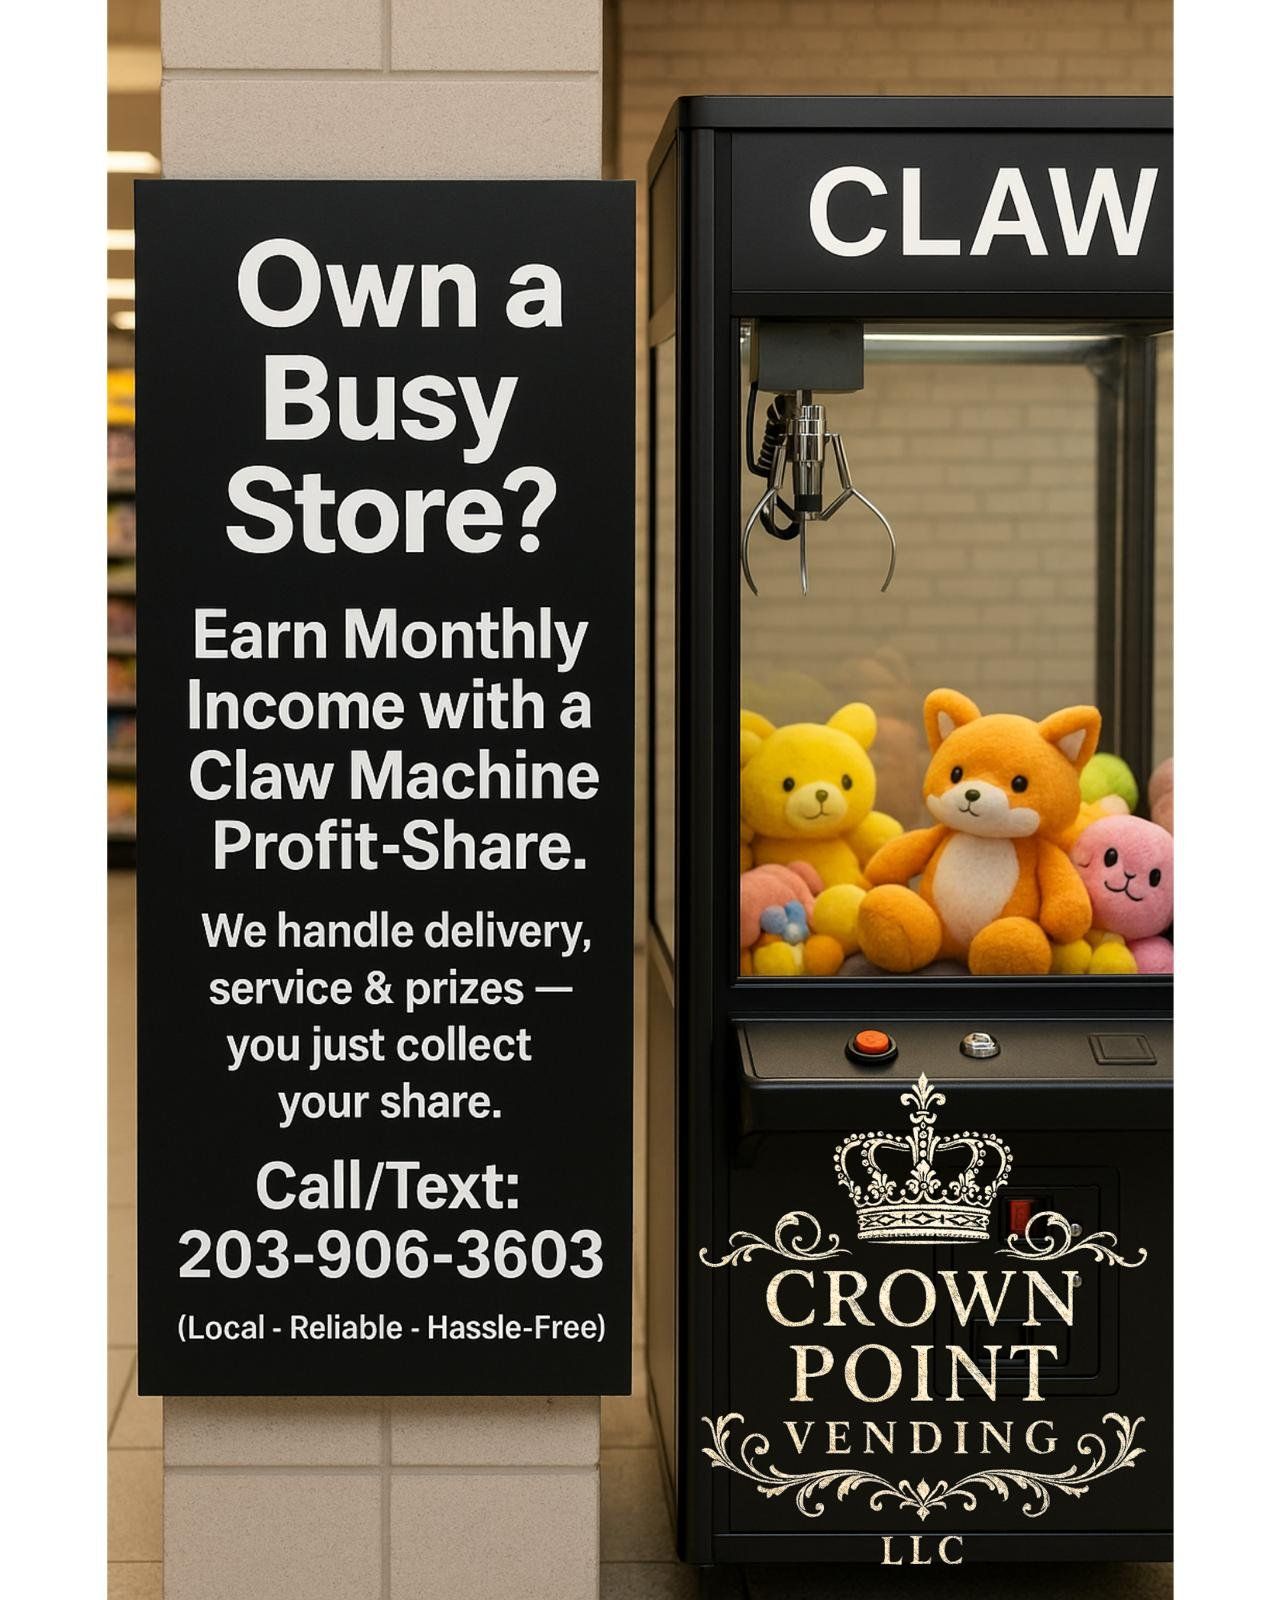 Own a
Busy
Store?
Earn Monthly
Income with a
Claw Machine
Profit-Share.
We handle delivery,
service & prizes —
you just collect
your share.
Call/Text:
203-906-3603
(Local - Reliable - Hassle-Free)
CLAW
CROWN
POINT
VENDING
LLC